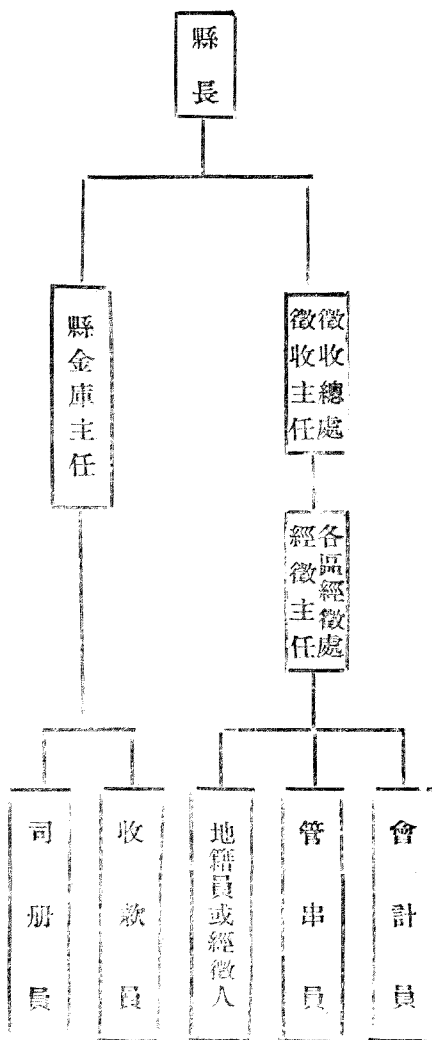 縣長
徵收總處
徵收主任
縣金庫主任
各區經徵處
經徵主任
會計員
管串員
地籍員或經徵人
收款員
司册員